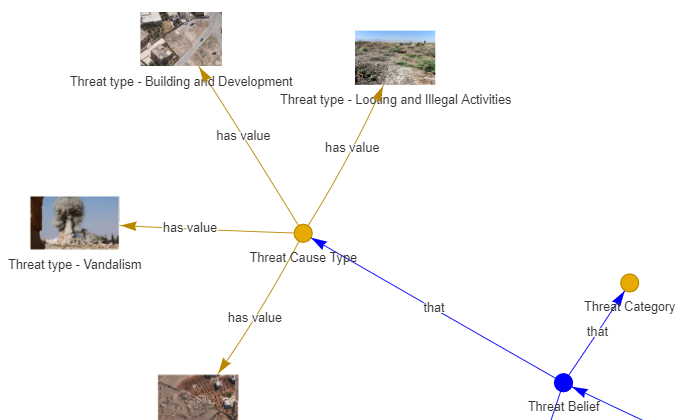 Threat type - Building and Development
Threat type - Looting and Illegal Activities
has value
has value
has value
Threat type - Vandalism
Threat Cause Type
has value
that
Threat Category
that
Threat Belief